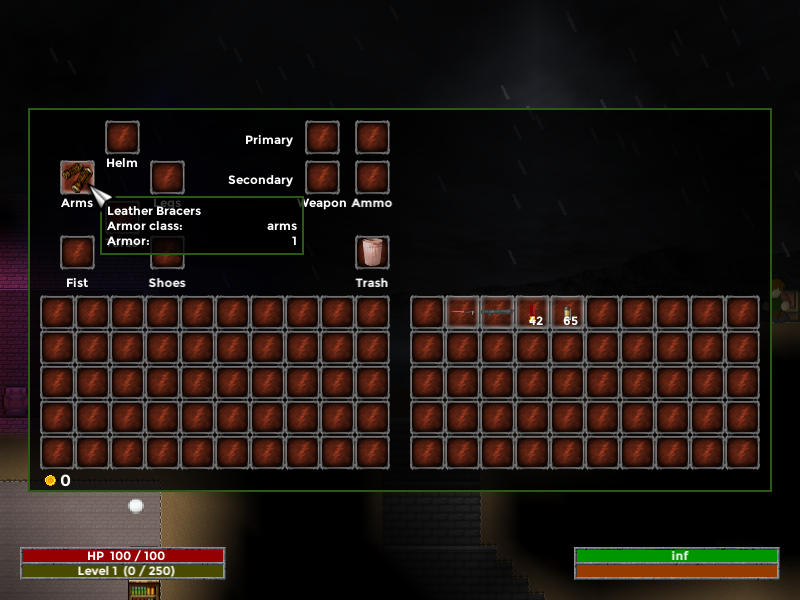 Helm
Primary
Secondary
Arms
Legs
Weapon Ammo
Leather Bracers
Armor class: arms
Armor: 1
Fist
Shoes
Trash
42
65
0
HP 100 / 100
Level 1 (0 / 250)
inf